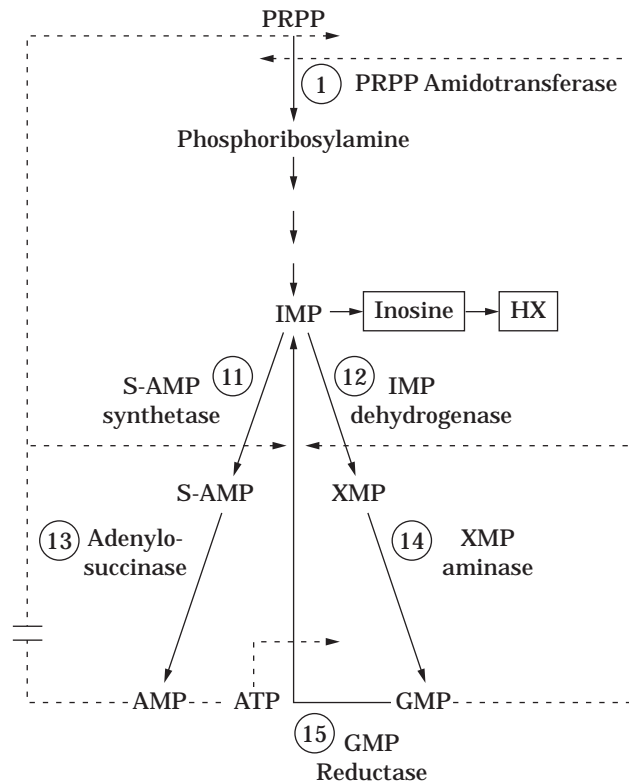 PRPP
1 PRPP Amidotransferase
Phosphoribosylamine
IMP Inosine HX
11 S-AMP
synthetase
12 IMP
dehydrogenase
S-AMP XMP
13 Adenylo-
succinase
14 XMP
aminase
AMP ATP GMP
15 GMP
Reductase